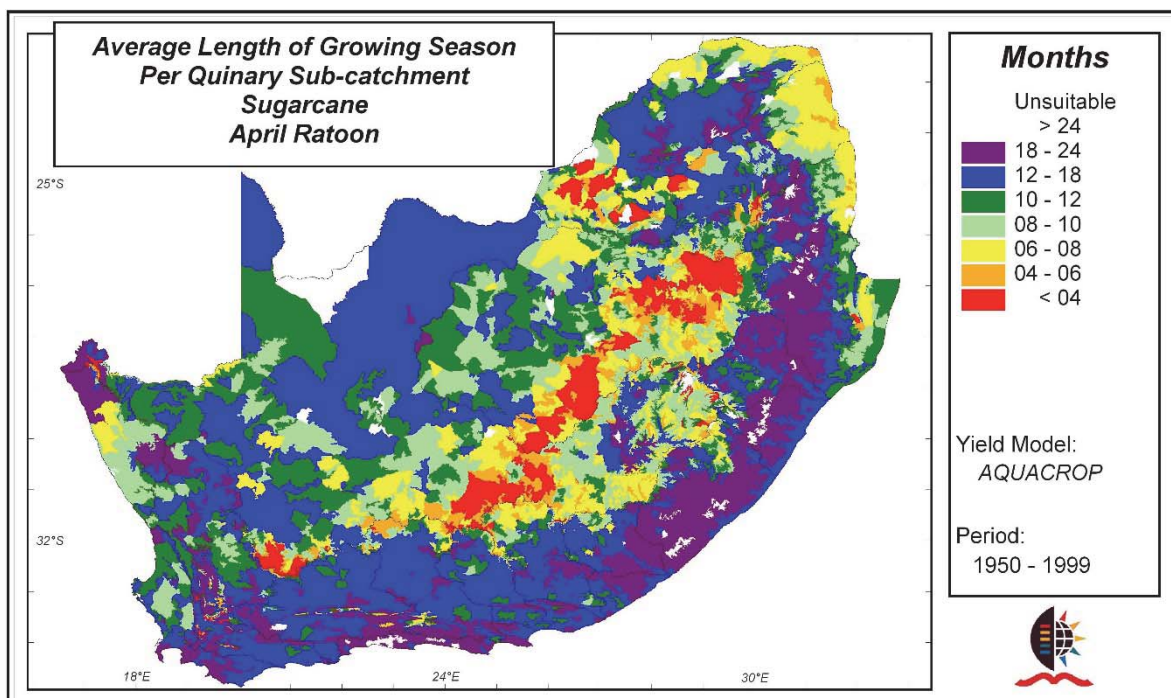 Average Length of Growing Season
Per Quinary Sub-catchment
Sugarcane
April Ratoon
25°S
32°S
18°E
24°E
30°E
Months
Unsuitable
> 24
18 - 24
12 - 18
10 - 12
08 - 10
06 - 08
04 - 06
< 04
Yield Model:
AQUACROP
Period:
1950 - 1999